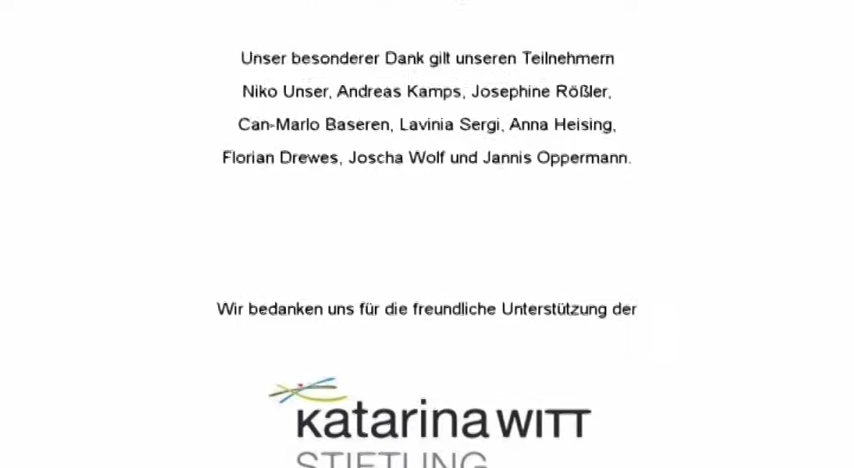 Unser besonderer Dank gilt unseren Teilnehmern
Niko Unser, Andreas Kamps, Josephine Rößler,
Can-Marlo Baseren, Lavinia Sergi, Anna Heising,
Florian Drewes, Joscha Wolf und Jannis Oppermann.
Wir bedanken uns für die freundliche Unterstützung der
Katarina WITT
STIFTUNG